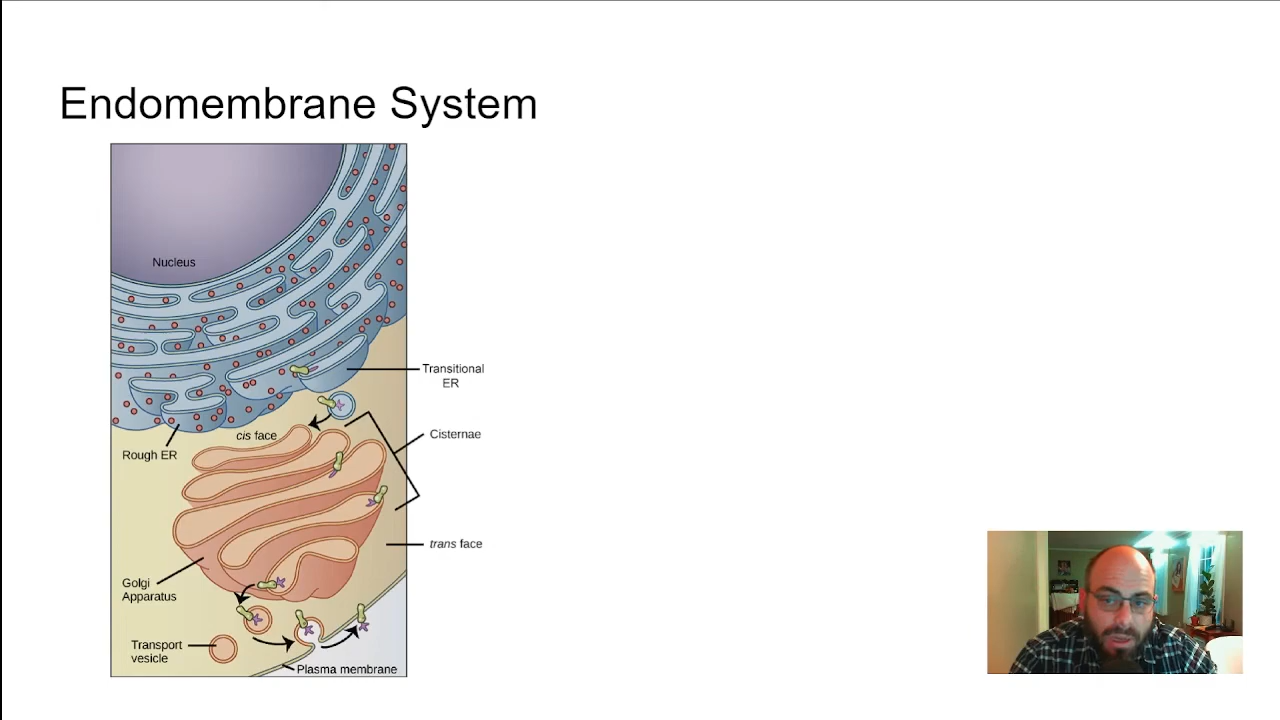 Endomembrane System
Nucleus
Transitional
ER
cis face
Cisternae
Rough ER
trans face
Golgi
Apparatus
Transport
vesicle
Plasma membrane